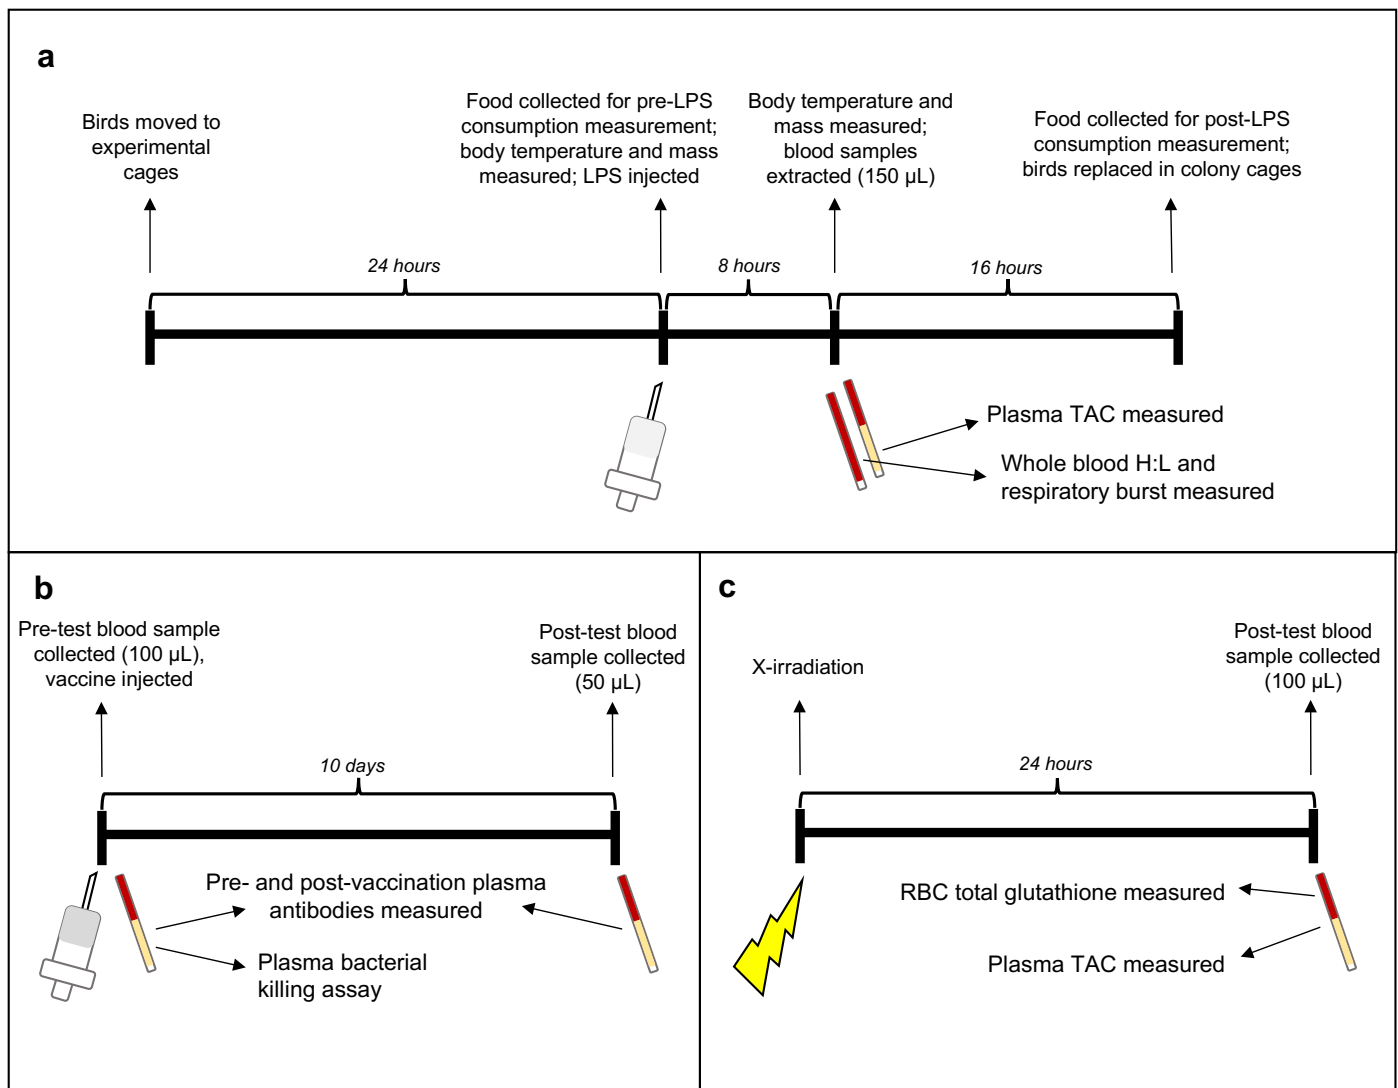 a
Birds moved to
experimental
cages
Food collected for pre-LPS
consumption measurement;
body temperature and mass
measured; LPS injected
Body temperature and
mass measured;
blood samples
extracted (150 µL)
Food collected for post-LPS
consumption measurement;
birds replaced in colony cages
24 hours
8 hours
16 hours
Plasma TAC measured
Whole blood H:L and
respiratory burst measured
b
Pre-test blood sample
collected (100 µL),
vaccine injected
Post-test blood
sample collected
(50 µL)
10 days
Pre- and post-vaccination plasma
antibodies measured
Plasma bacterial
killing assay
c
X-irradiation
Post-test blood
sample collected
(100 µL)
24 hours
RBC total glutathione measured
Plasma TAC measured